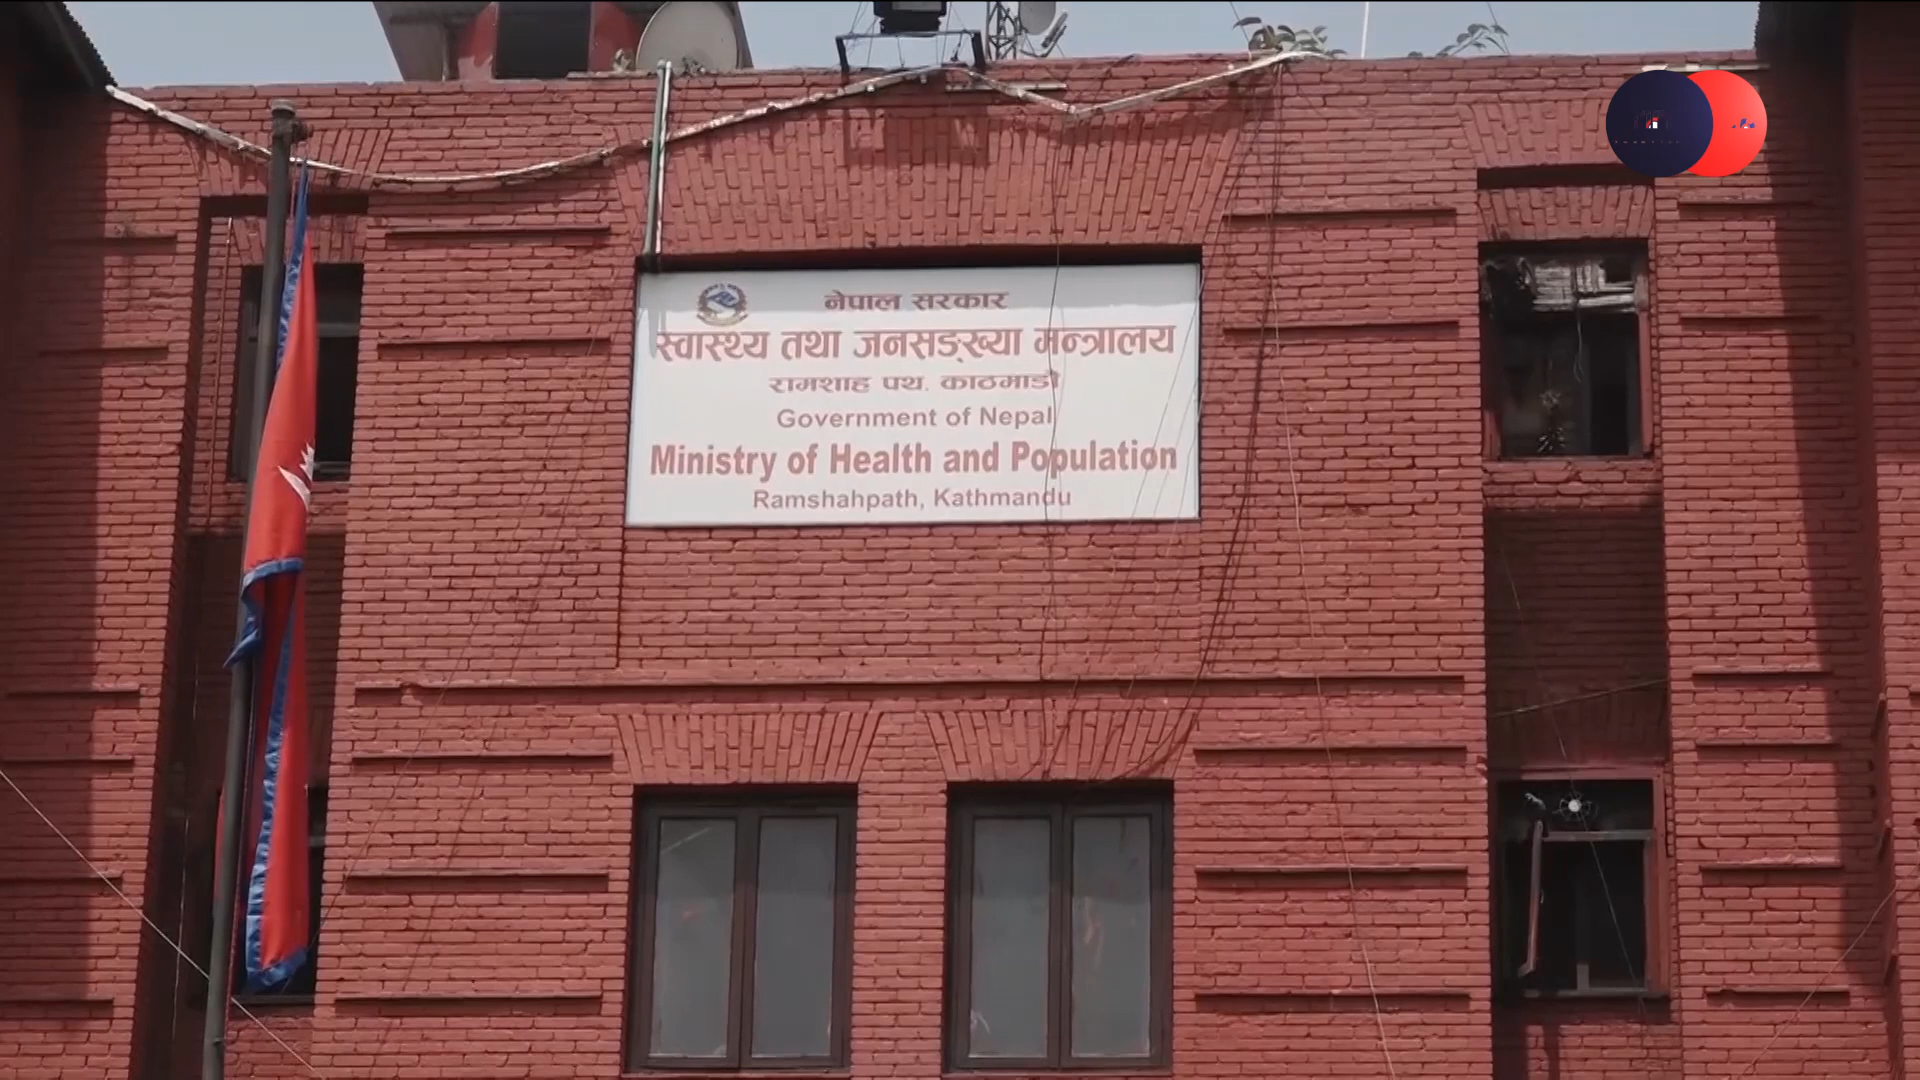 नेपाल सरकार
स्वास्थ्य तथा जनसङ्ख्या मन्त्रालय
रामशाह पथ. काठमाडौं
Government of Nepal
Ministry of Health and Population
Ramshahpath, Kathmandu